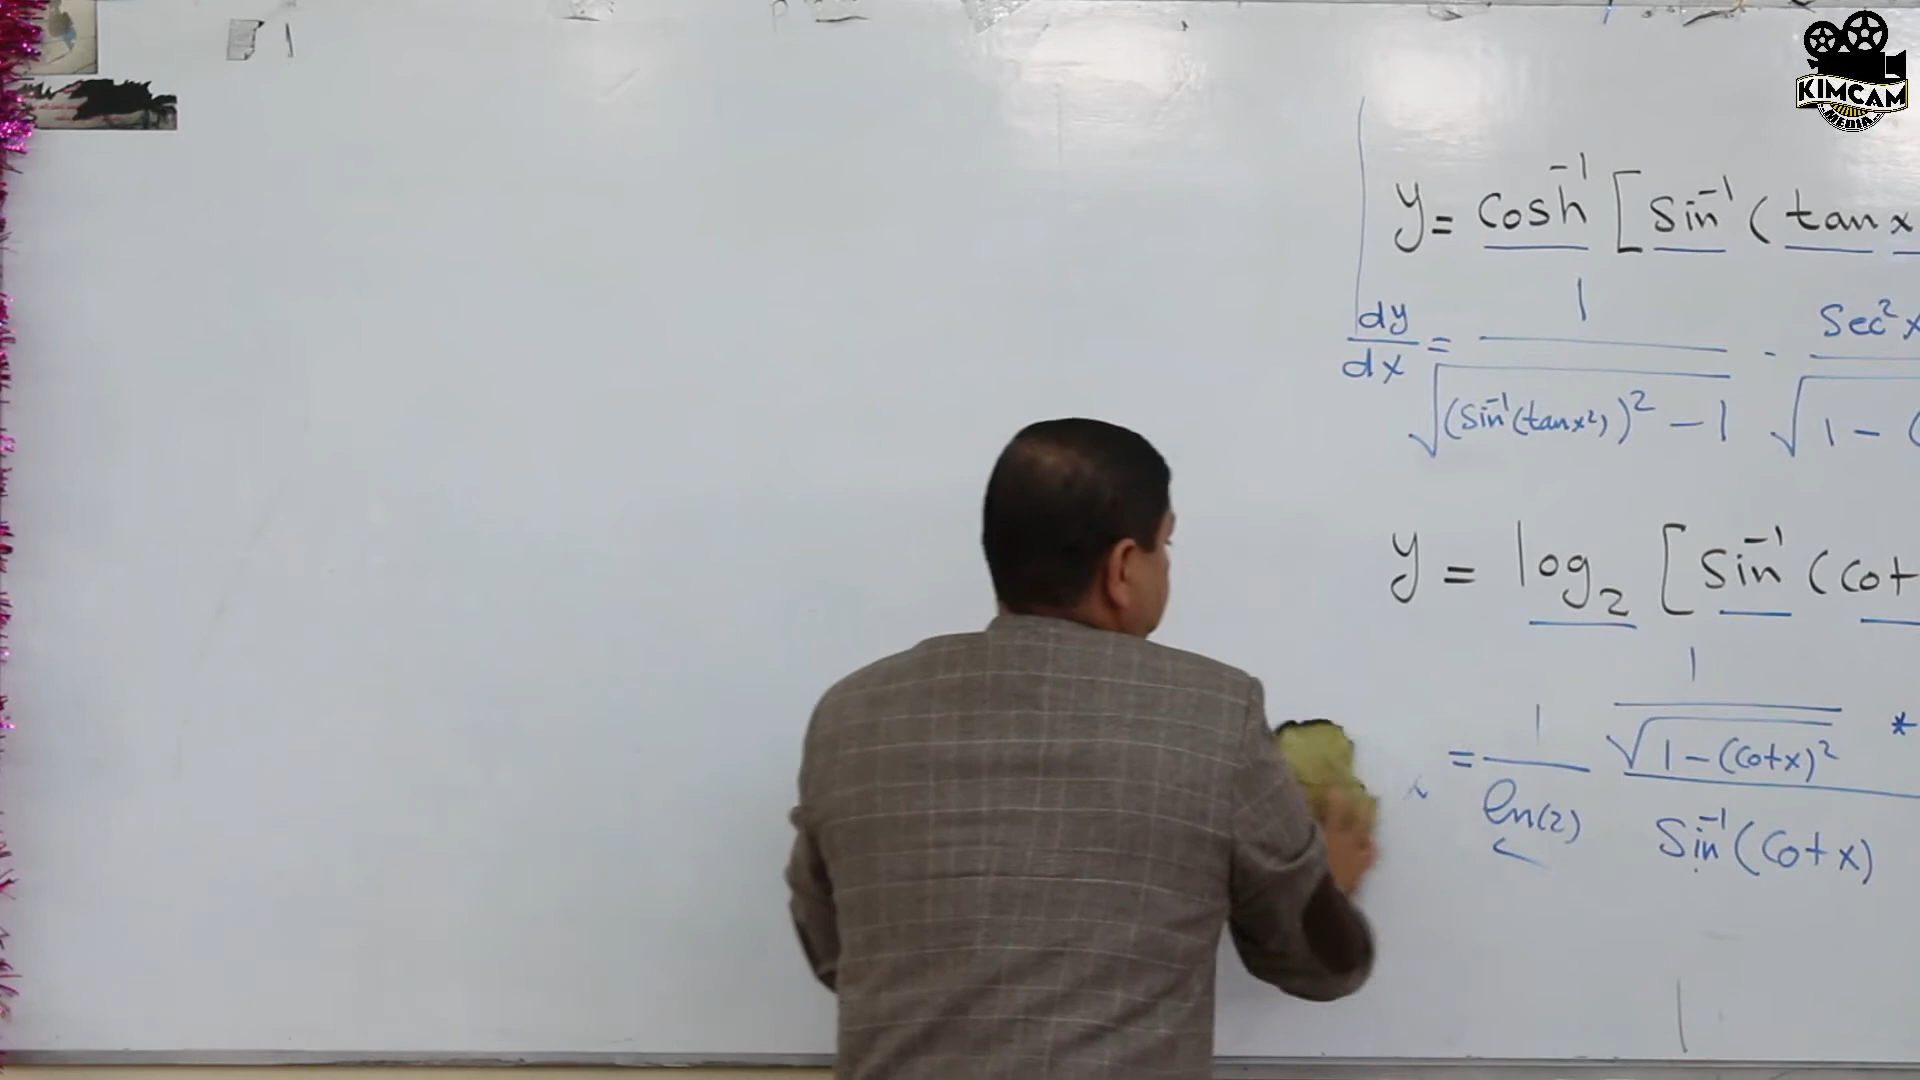 KIMCAM
MEDIA
y = cosh⁻¹ [ sin⁻¹ ( tan x
dy/dx = 1 / √((sin⁻¹(tan x²))² - 1) · sec² x / √(1 - (
y = log₂ [ sin⁻¹ ( cot
= 1 / ln(2) (1 / √(1 - (cot x)²) *) / sin⁻¹(cot x)